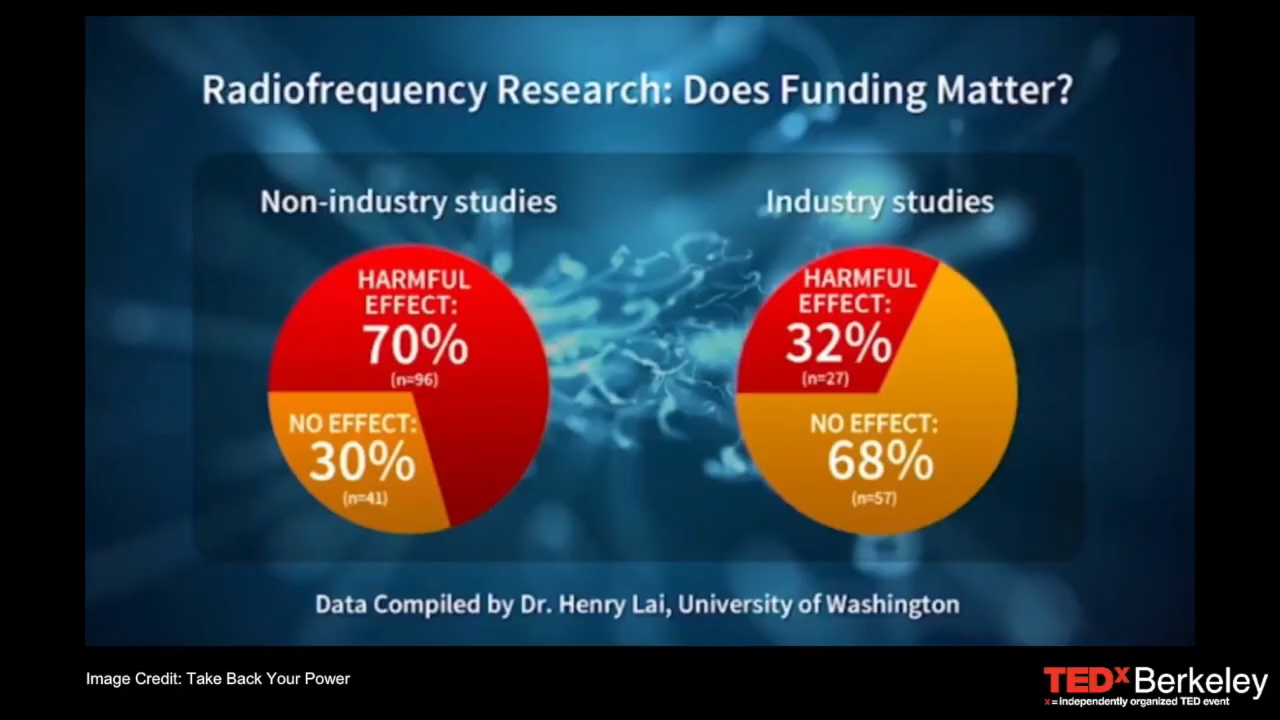 Radiofrequency Research: Does Funding Matter?
Non-industry studies
HARMFUL
EFFECT:
70%
(n=96)
NO EFFECT:
30%
(n=41)
Industry studies
HARMFUL
EFFECT:
32%
(n=27)
NO EFFECT:
68%
(n=57)
Data Compiled by Dr. Henry Lai, University of Washington
Image Credit: Take Back Your Power
TEDx Berkeley
x = Independently organized TED event